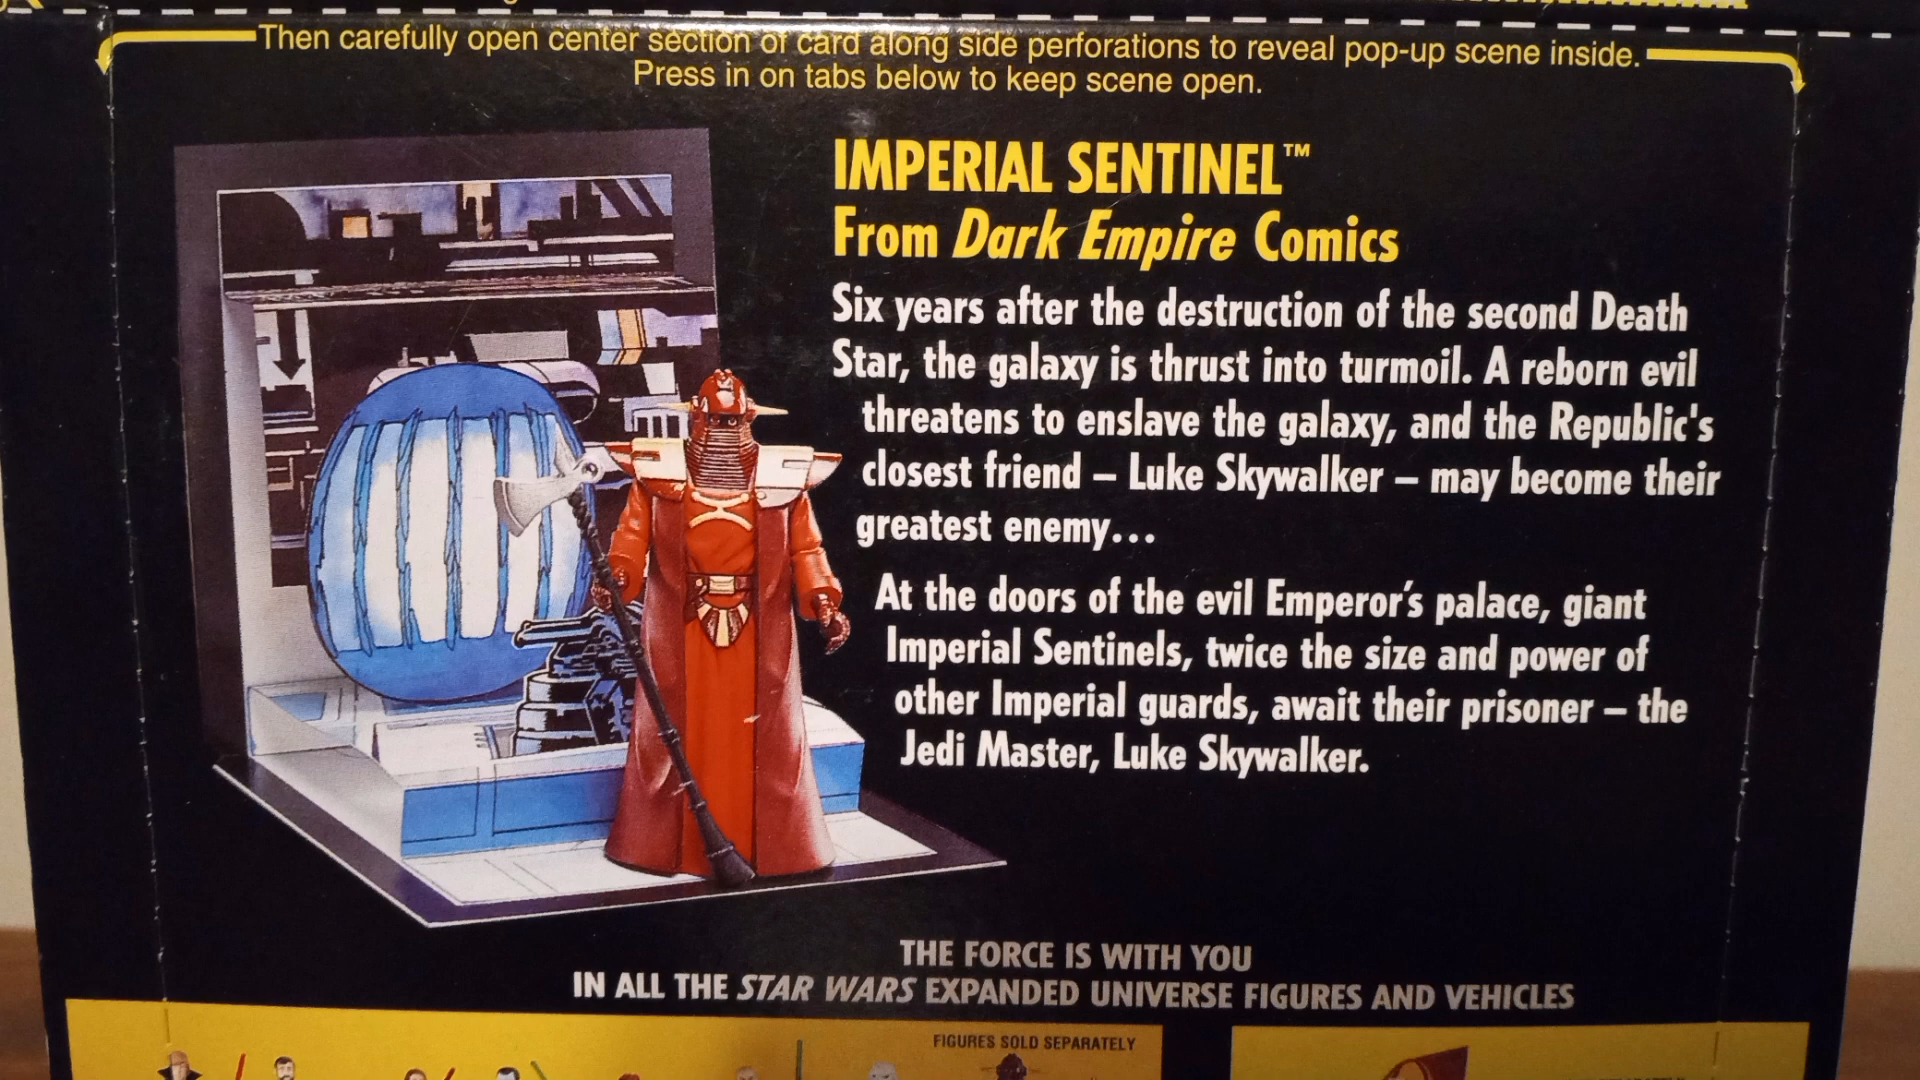 Then carefully open center section of card along side perforations to reveal pop-up scene inside.
Press in on tabs below to keep scene open.
IMPERIAL SENTINEL™
From Dark Empire Comics
Six years after the destruction of the second Death
Star, the galaxy is thrust into turmoil. A reborn evil
threatens to enslave the galaxy, and the Republic's
closest friend – Luke Skywalker – may become their
greatest enemy...
At the doors of the evil Emperor's palace, giant
Imperial Sentinels, twice the size and power of
other Imperial guards, await their prisoner – the
Jedi Master, Luke Skywalker.
THE FORCE IS WITH YOU
IN ALL THE STAR WARS EXPANDED UNIVERSE FIGURES AND VEHICLES
FIGURES SOLD SEPARATELY